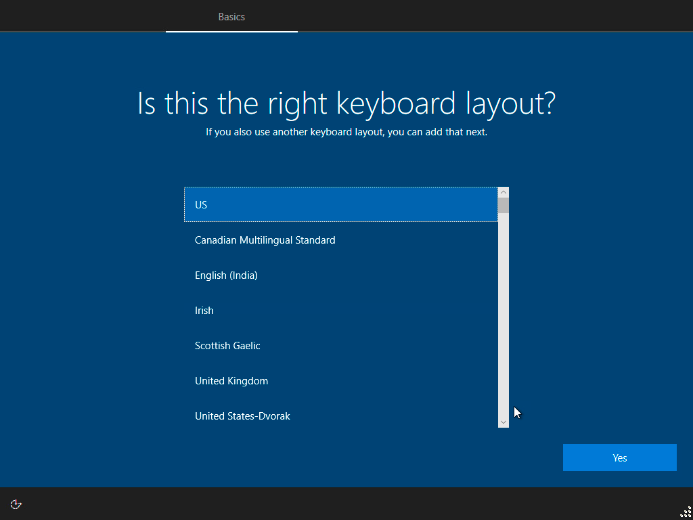 Basics
Is this the right keyboard layout?
If you also use another keyboard layout, you can add that next.
US
Canadian Multilingual Standard
English (India)
Irish
Scottish Gaelic
United Kingdom
United States-Dvorak
Yes